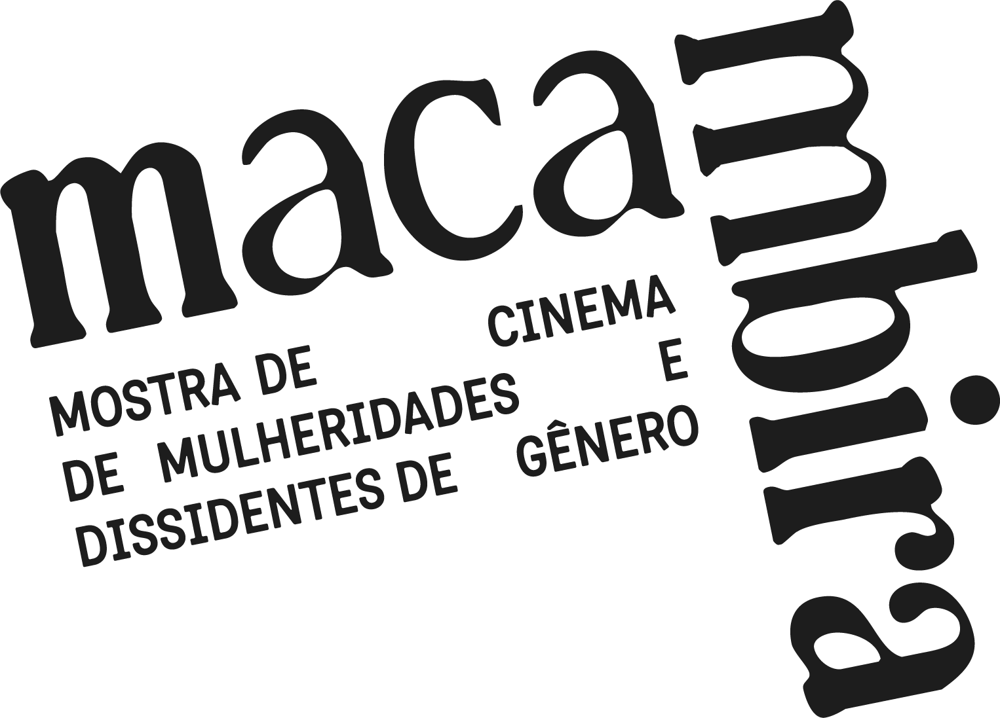 macambira
MOSTRA DE CINEMA
DE MULHERIDADES E
DISSIDENTES DE GÊNERO